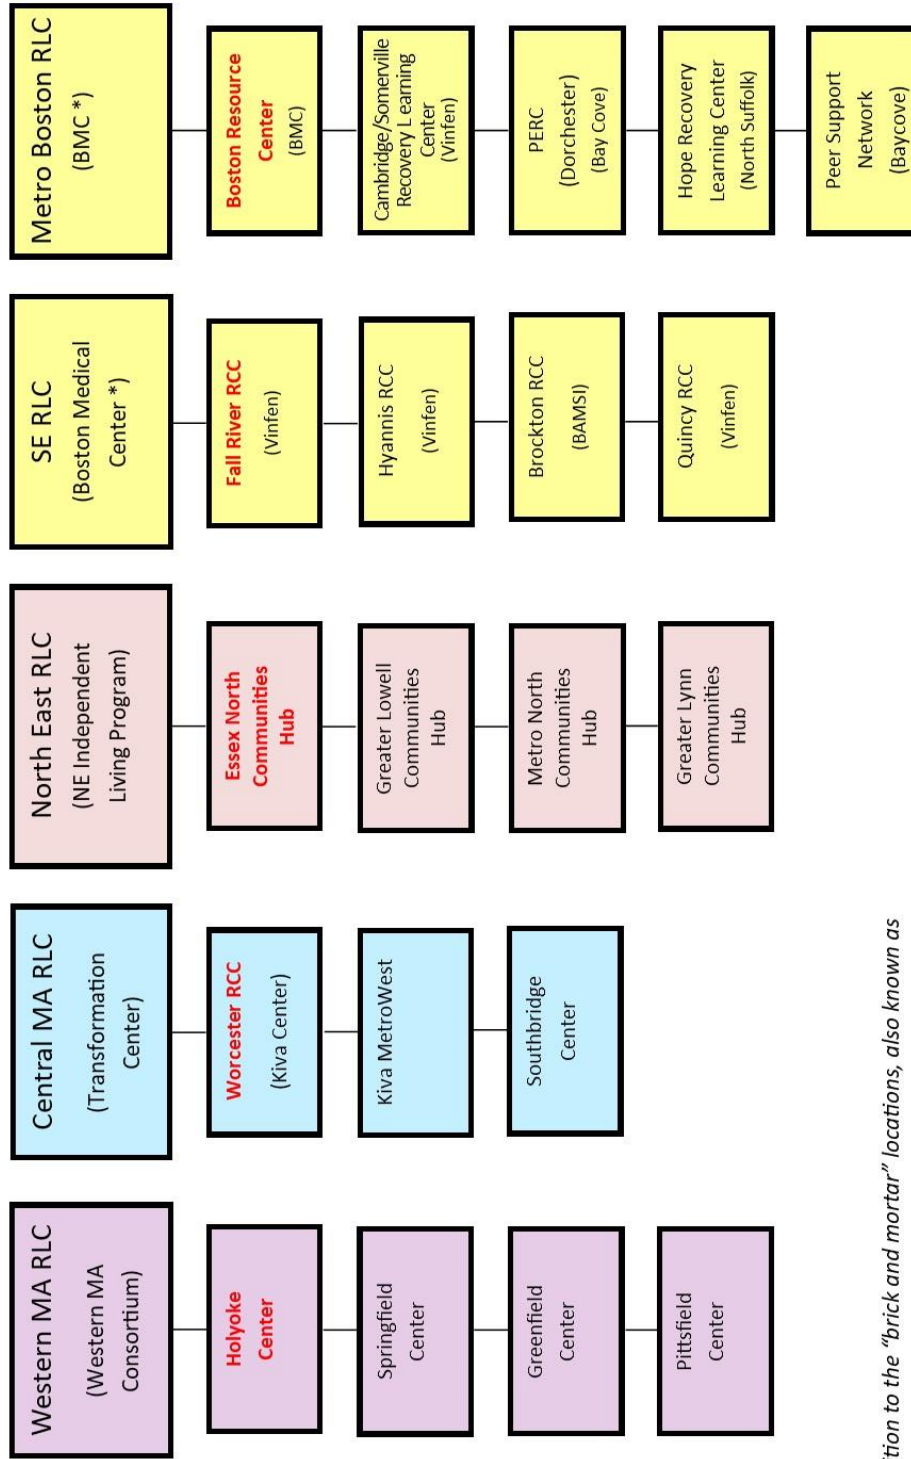 Western MA RLC
(Western MA
Consortium)
Holyoke
Center
Springfield
Center
Greenfield
Center
Pittsfield
Center
Central MA RLC
(Transformation
Center)
Worcester RCC
(Kiva Center)
Kiva MetroWest
Southbridge
Center
North East RLC
(NE Independent
Living Program)
Essex North
Communities
Hub
Greater Lowell
Communities
Hub
Metro North
Communities
Hub
Greater Lynn
Communities
Hub
SE RLC
(Boston Medical
Center *)
Fall River RCC
(Vinfen)
Hyannis RCC
(Vinfen)
Brockton RCC
(BAMSI)
Quincy RCC
(Vinfen)
Metro Boston RLC
(BMC *)
Boston Resource
Center
(BMC)
Cambridge/Somerville
Recovery Learning
Center
(Vinfen)
PERC
(Dorchester)
(Bay Cove)
Hope Recovery
Learning Center
(North Suffolk)
Peer Support
Network
(Baycove)
ition to the "brick and mortar" locations, also known as